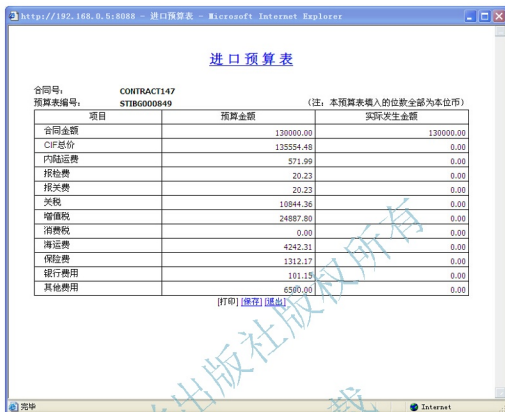 http://192.168.0.5:8088 - 进口预算表 - Microsoft Internet Explorer
进口预算表
合同号: CONTRACT147
预算表编号: STIBG000849 (注: 本预算表填入的位数全部为本位币)
项目 预算金额 实际发生金额
合同金额 130000.00 130000.00
CIF总价 135554.48 0.00
内陆运费 571.99 0.00
报检费 20.23 0.00
报关费 20.23 0.00
关税 10844.36 0.00
增值税 24887.80 0.00
消费税 0.00 0.00
海运费 4242.31 0.00
保险费 1312.17 0.00
银行费用 101.15 0.00
其他费用 6500.00 0.00
[打印] [保存] [退出]
出版社版权所有
完毕 Internet